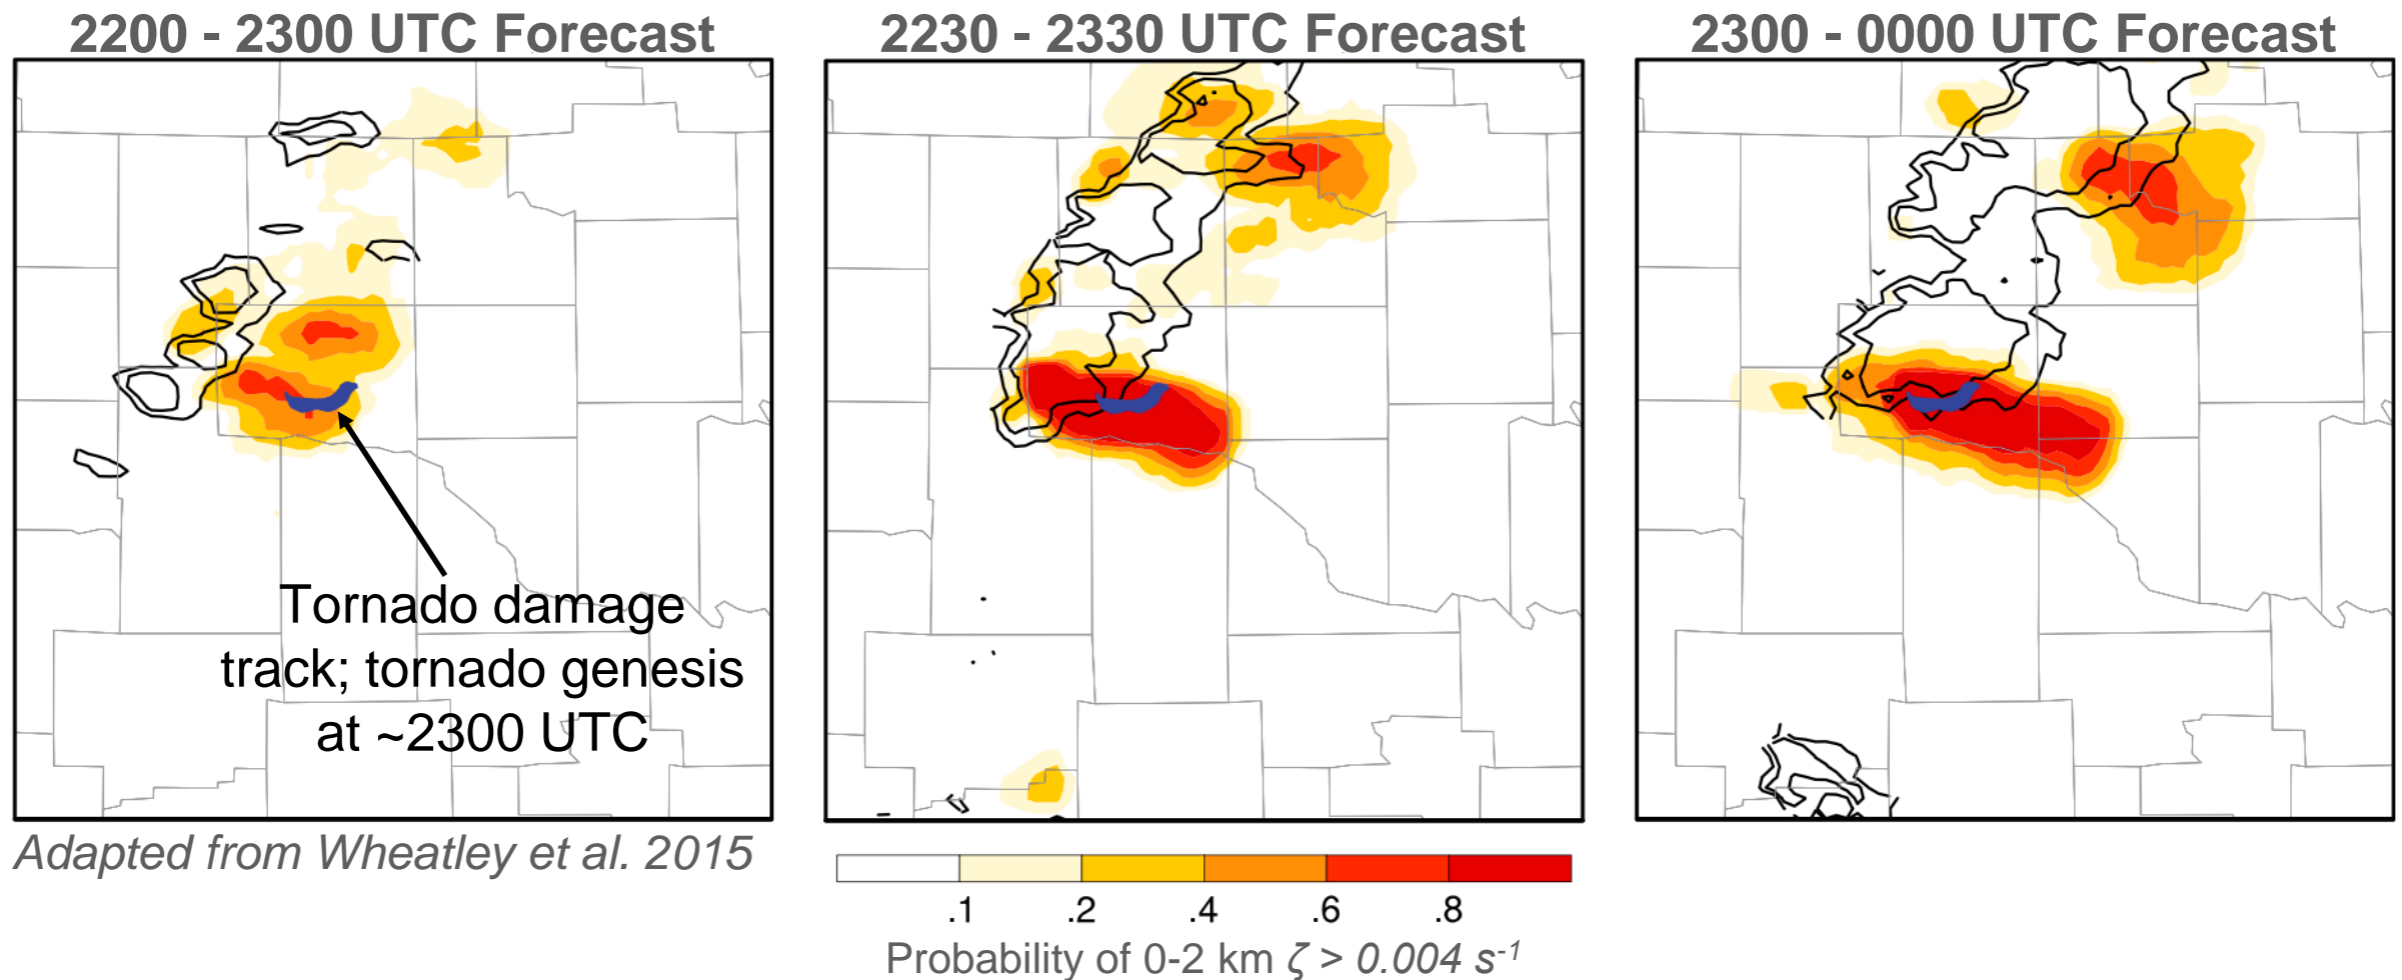 2200 - 2300 UTC Forecast
2230 - 2330 UTC Forecast
2300 - 0000 UTC Forecast
Tornado damage
track; tornado genesis
at ~2300 UTC
Adapted from Wheatley et al. 2015
.1 .2 .4 .6 .8
Probability of 0-2 km ζ > 0.004 s⁻¹